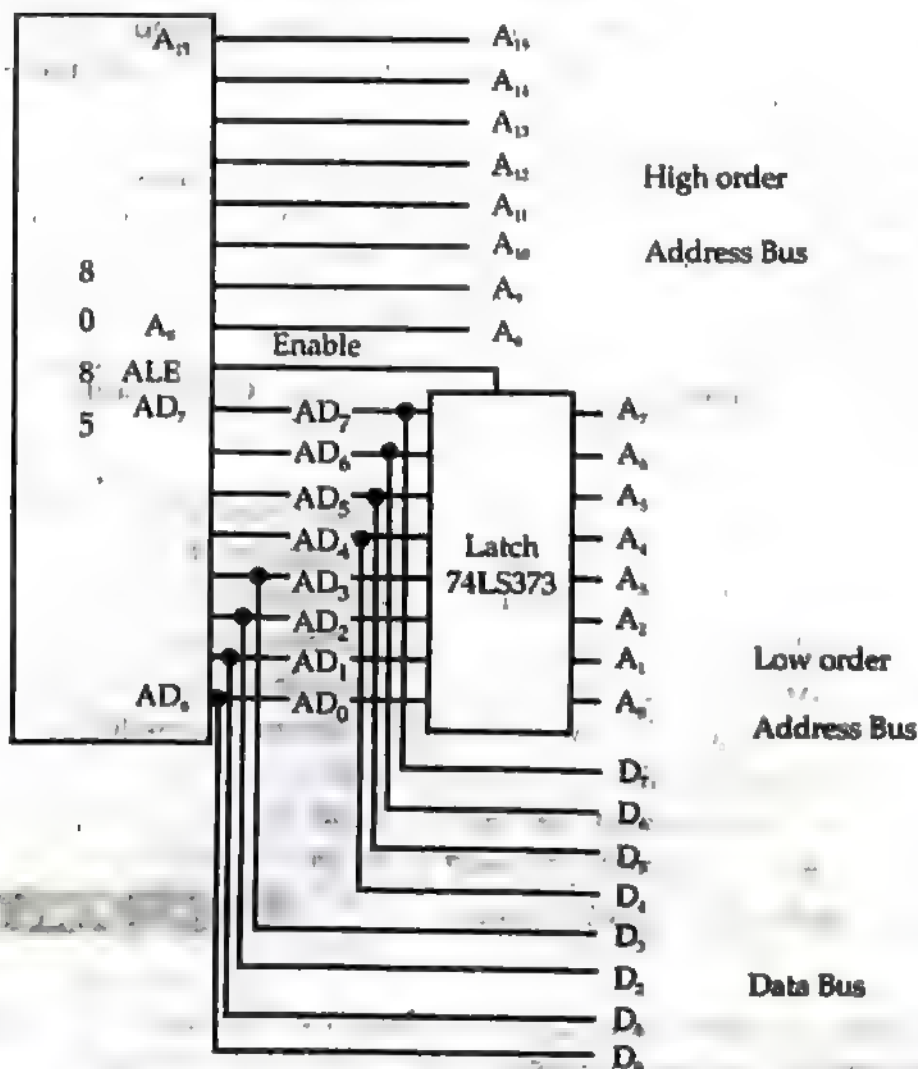 A₁₅
A₁₅
A₁₄
A₁₃
A₁₂
High order
A₁₁
A₁₀
Address Bus
A₉
A₈
A₈
8
0
8
5
Enable
ALE
AD₇
AD₇
A₇
AD₆
A₆
AD₅
A₅
AD₄
A₄
Latch
74LS373
AD₃
A₃
AD₂
A₂
AD₁
A₁
Low order
AD₀
AD₀
A₀
Address Bus
D₇
D₆
D₅
D₄
D₃
D₂
Data Bus
D₁
D₀